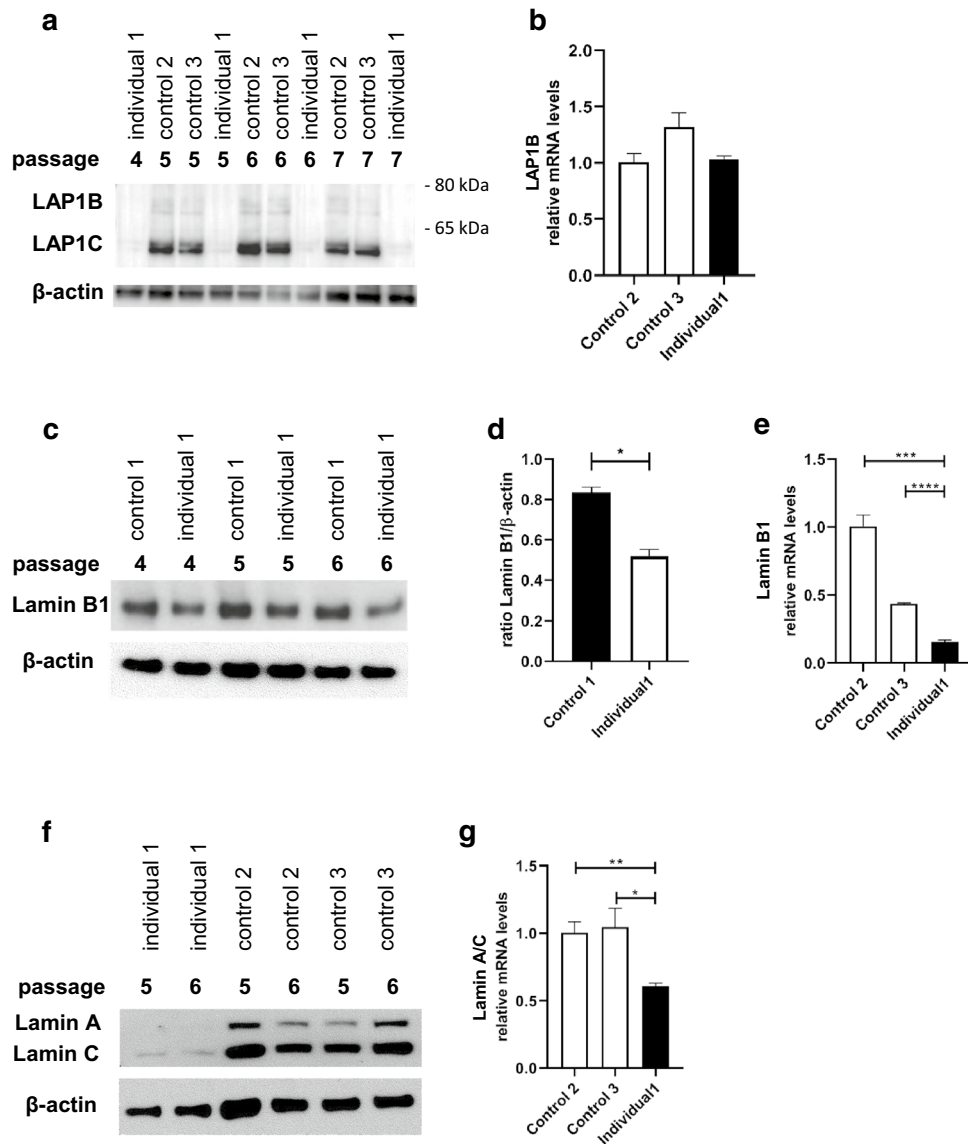 a
individual 1
control 2
control 3
individual 1
control 2
control 3
individual 1
control 2
control 3
individual 1
passage 4 5 5 5 6 6 6 7 7 7
LAP1B
LAP1C
β-actin
- 80 kDa
- 65 kDa
b
LAP1B
relative mRNA levels
2.0
1.5
1.0
0.5
0.0
Control 2
Control 3
Individual1
c
control 1
individual 1
control 1
individual 1
control 1
individual 1
passage 4 4 5 5 6 6
Lamin B1
β-actin
d
ratio Lamin B1/β-actin
1.0
0.8
0.6
0.4
0.2
0.0
*
Control 1
Individual1
e
Lamin B1
relative mRNA levels
1.5
1.0
0.5
0.0
***
****
Control 2
Control 3
Individual1
f
individual 1
individual 1
control 2
control 2
control 3
control 3
passage 5 6 5 6 5 6
Lamin A
Lamin C
β-actin
g
Lamin A/C
relative mRNA levels
1.5
1.0
0.5
0.0
**
*
Control 2
Control 3
Individual1